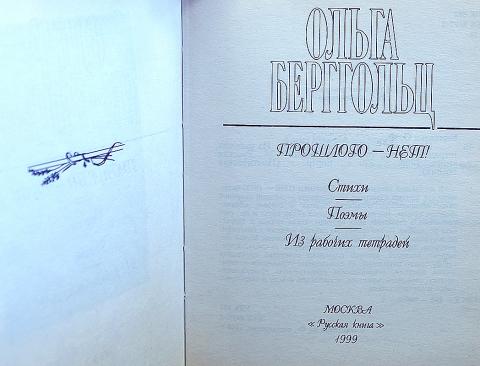 ОЛЬГА
БЕРГГОЛЬЦ
ПРОШЛОГО — НЕТ!
Стихи
Поэмы
Из рабочих тетрадей
МОСКВА
« Русская книга »
1999